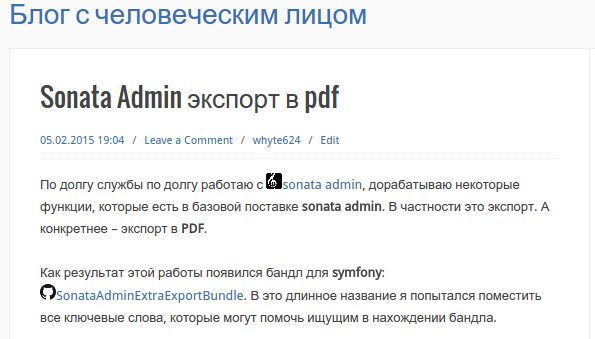 Блог с человеческим лицом
Sonata Admin экспорт в pdf
05.02.2015 19:04 / Leave a Comment / whyte624 / Edit
По долгу службы по долгу работаю с sonata admin, дорабатываю некоторые
функции, которые есть в базовой поставке sonata admin. В частности это экспорт. А
конкретнее – экспорт в PDF.
Как результат этой работы появился бандл для symfony:
SonataAdminExtraExportBundle. В это длинное название я попытался поместить
все ключевые слова, которые могут помочь ищущим в нахождении бандла.